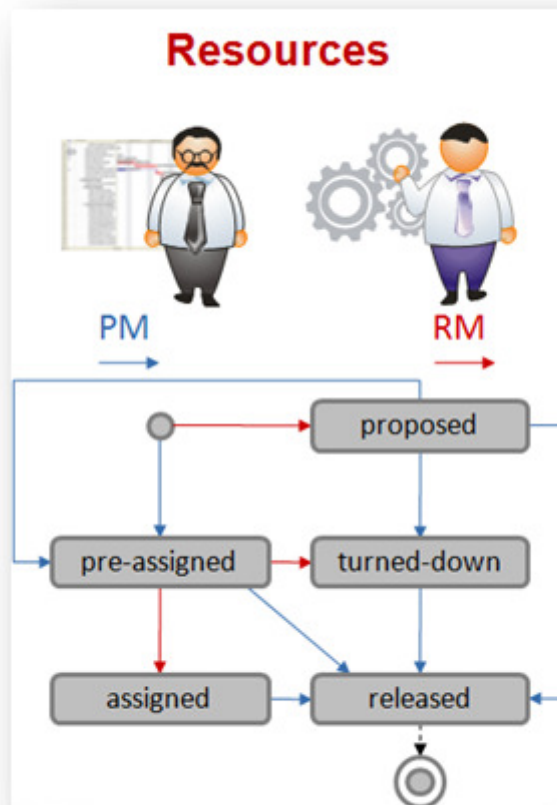 Resources
PM
RM
proposed
pre-assigned
turned-down
assigned
released